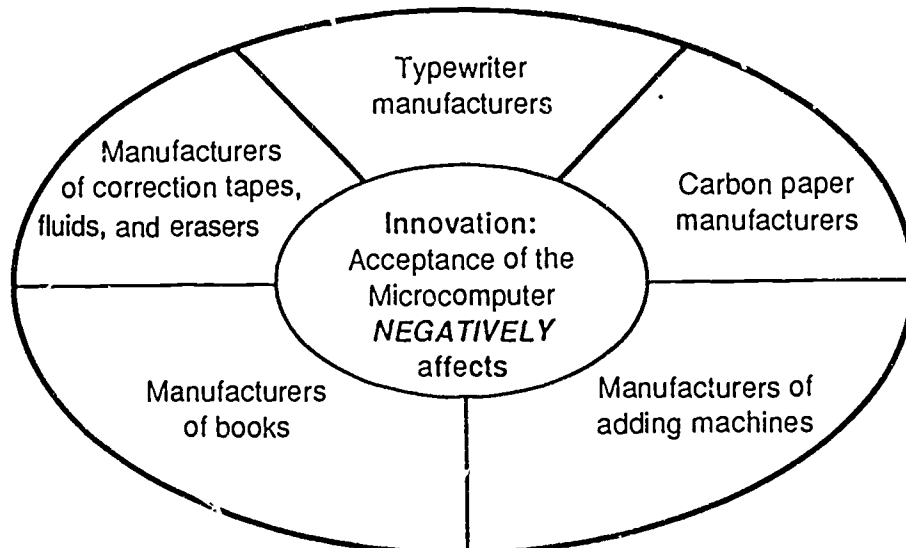 Typewriter
manufacturers
Manufacturers
of correction tapes,
fluids, and erasers
Carbon paper
manufacturers
Innovation:
Acceptance of the
Microcomputer
NEGATIVELY
affects
Manufacturers
of books
Manufacturers of
adding machines